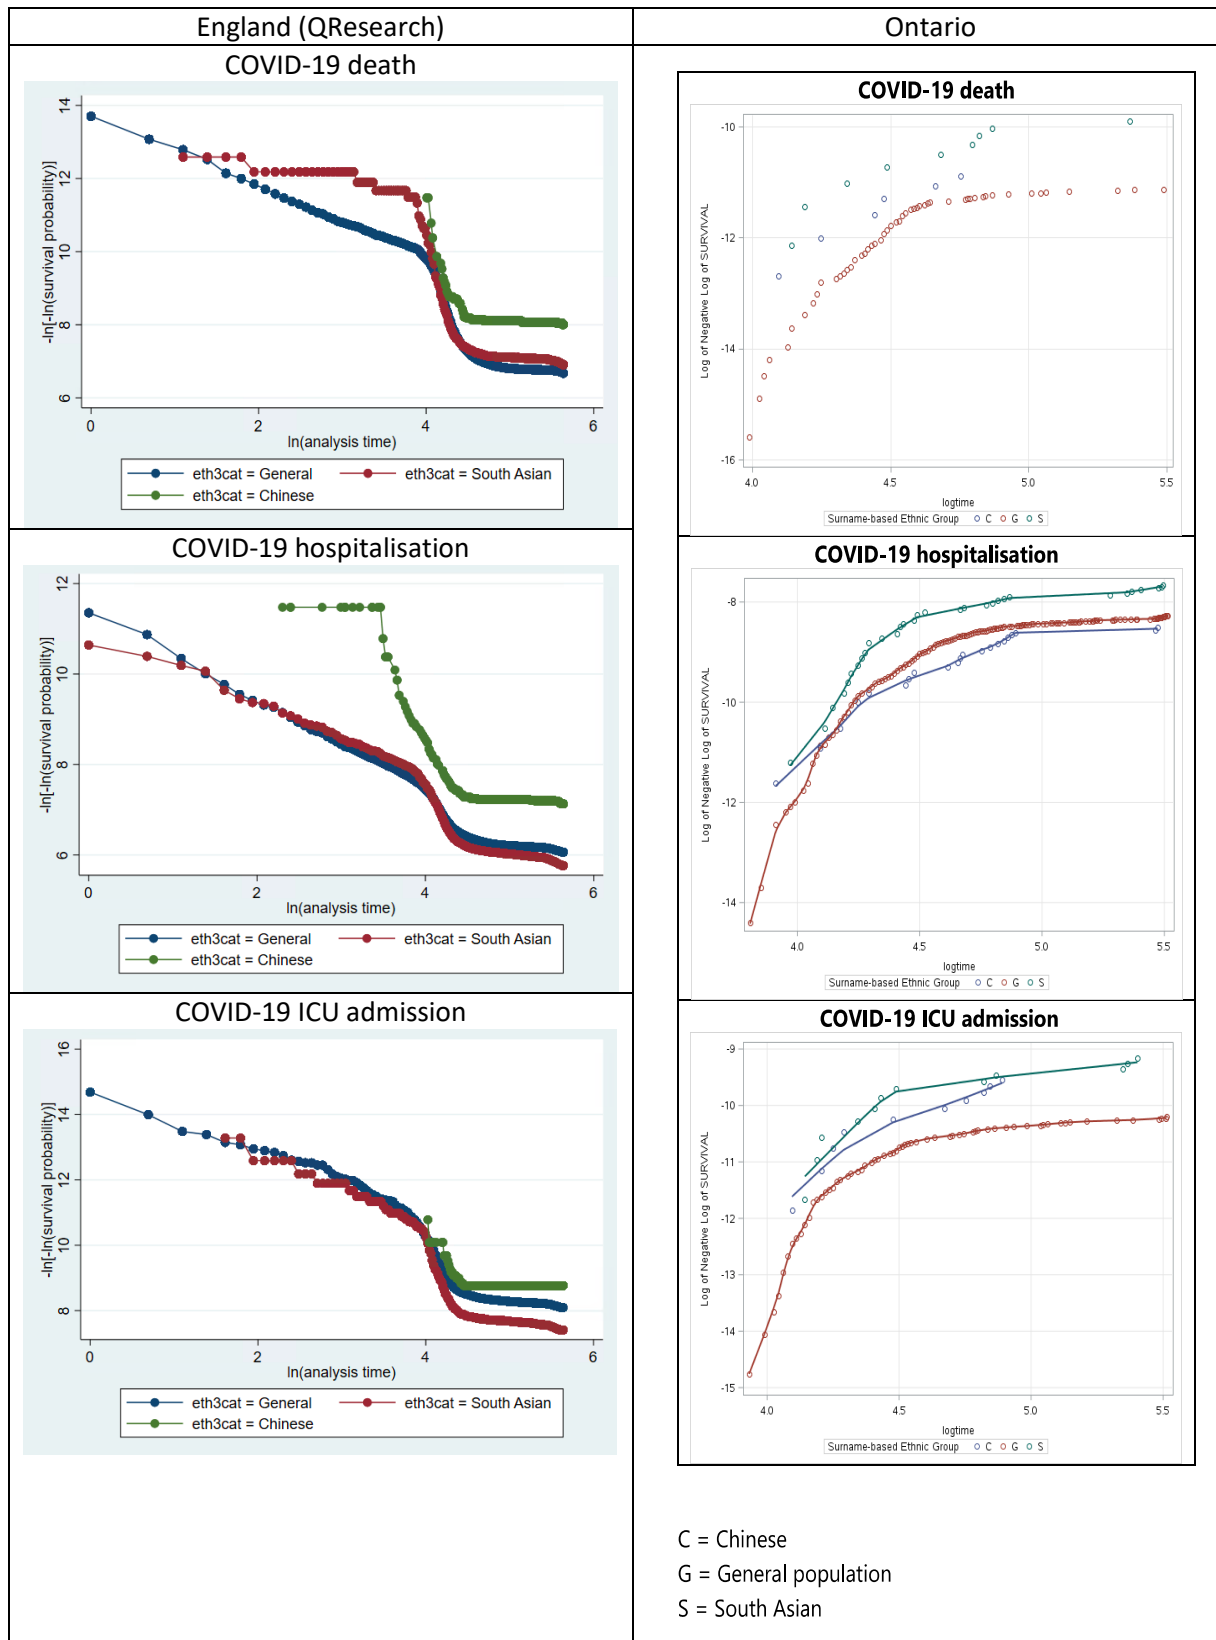 England (QResearch)
Ontario
COVID-19 death
14
12
10
8
6
-ln[-ln(survival probability)]
0
2
4
6
ln(analysis time)
eth3cat = General
eth3cat = South Asian
eth3cat = Chinese
COVID-19 death
-10
-12
-14
-16
Log of Negative Log of SURVIVAL
4.0
4.5
5.0
5.5
logtime
Surname-based Ethnic Group C G S
COVID-19 hospitalisation
12
10
8
6
-ln[-ln(survival probability)]
0
2
4
6
ln(analysis time)
eth3cat = General
eth3cat = South Asian
eth3cat = Chinese
COVID-19 hospitalisation
-8
-10
-12
-14
Log of Negative Log of SURVIVAL
4.0
4.5
5.0
5.5
logtime
Surname-based Ethnic Group C G S
COVID-19 ICU admission
16
14
12
10
8
-ln[-ln(survival probability)]
0
2
4
6
ln(analysis time)
eth3cat = General
eth3cat = South Asian
eth3cat = Chinese
COVID-19 ICU admission
-9
-10
-11
-12
-13
-14
-15
Log of Negative Log of SURVIVAL
4.0
4.5
5.0
5.5
logtime
Surname-based Ethnic Group C G S
C = Chinese
G = General population
S = South Asian